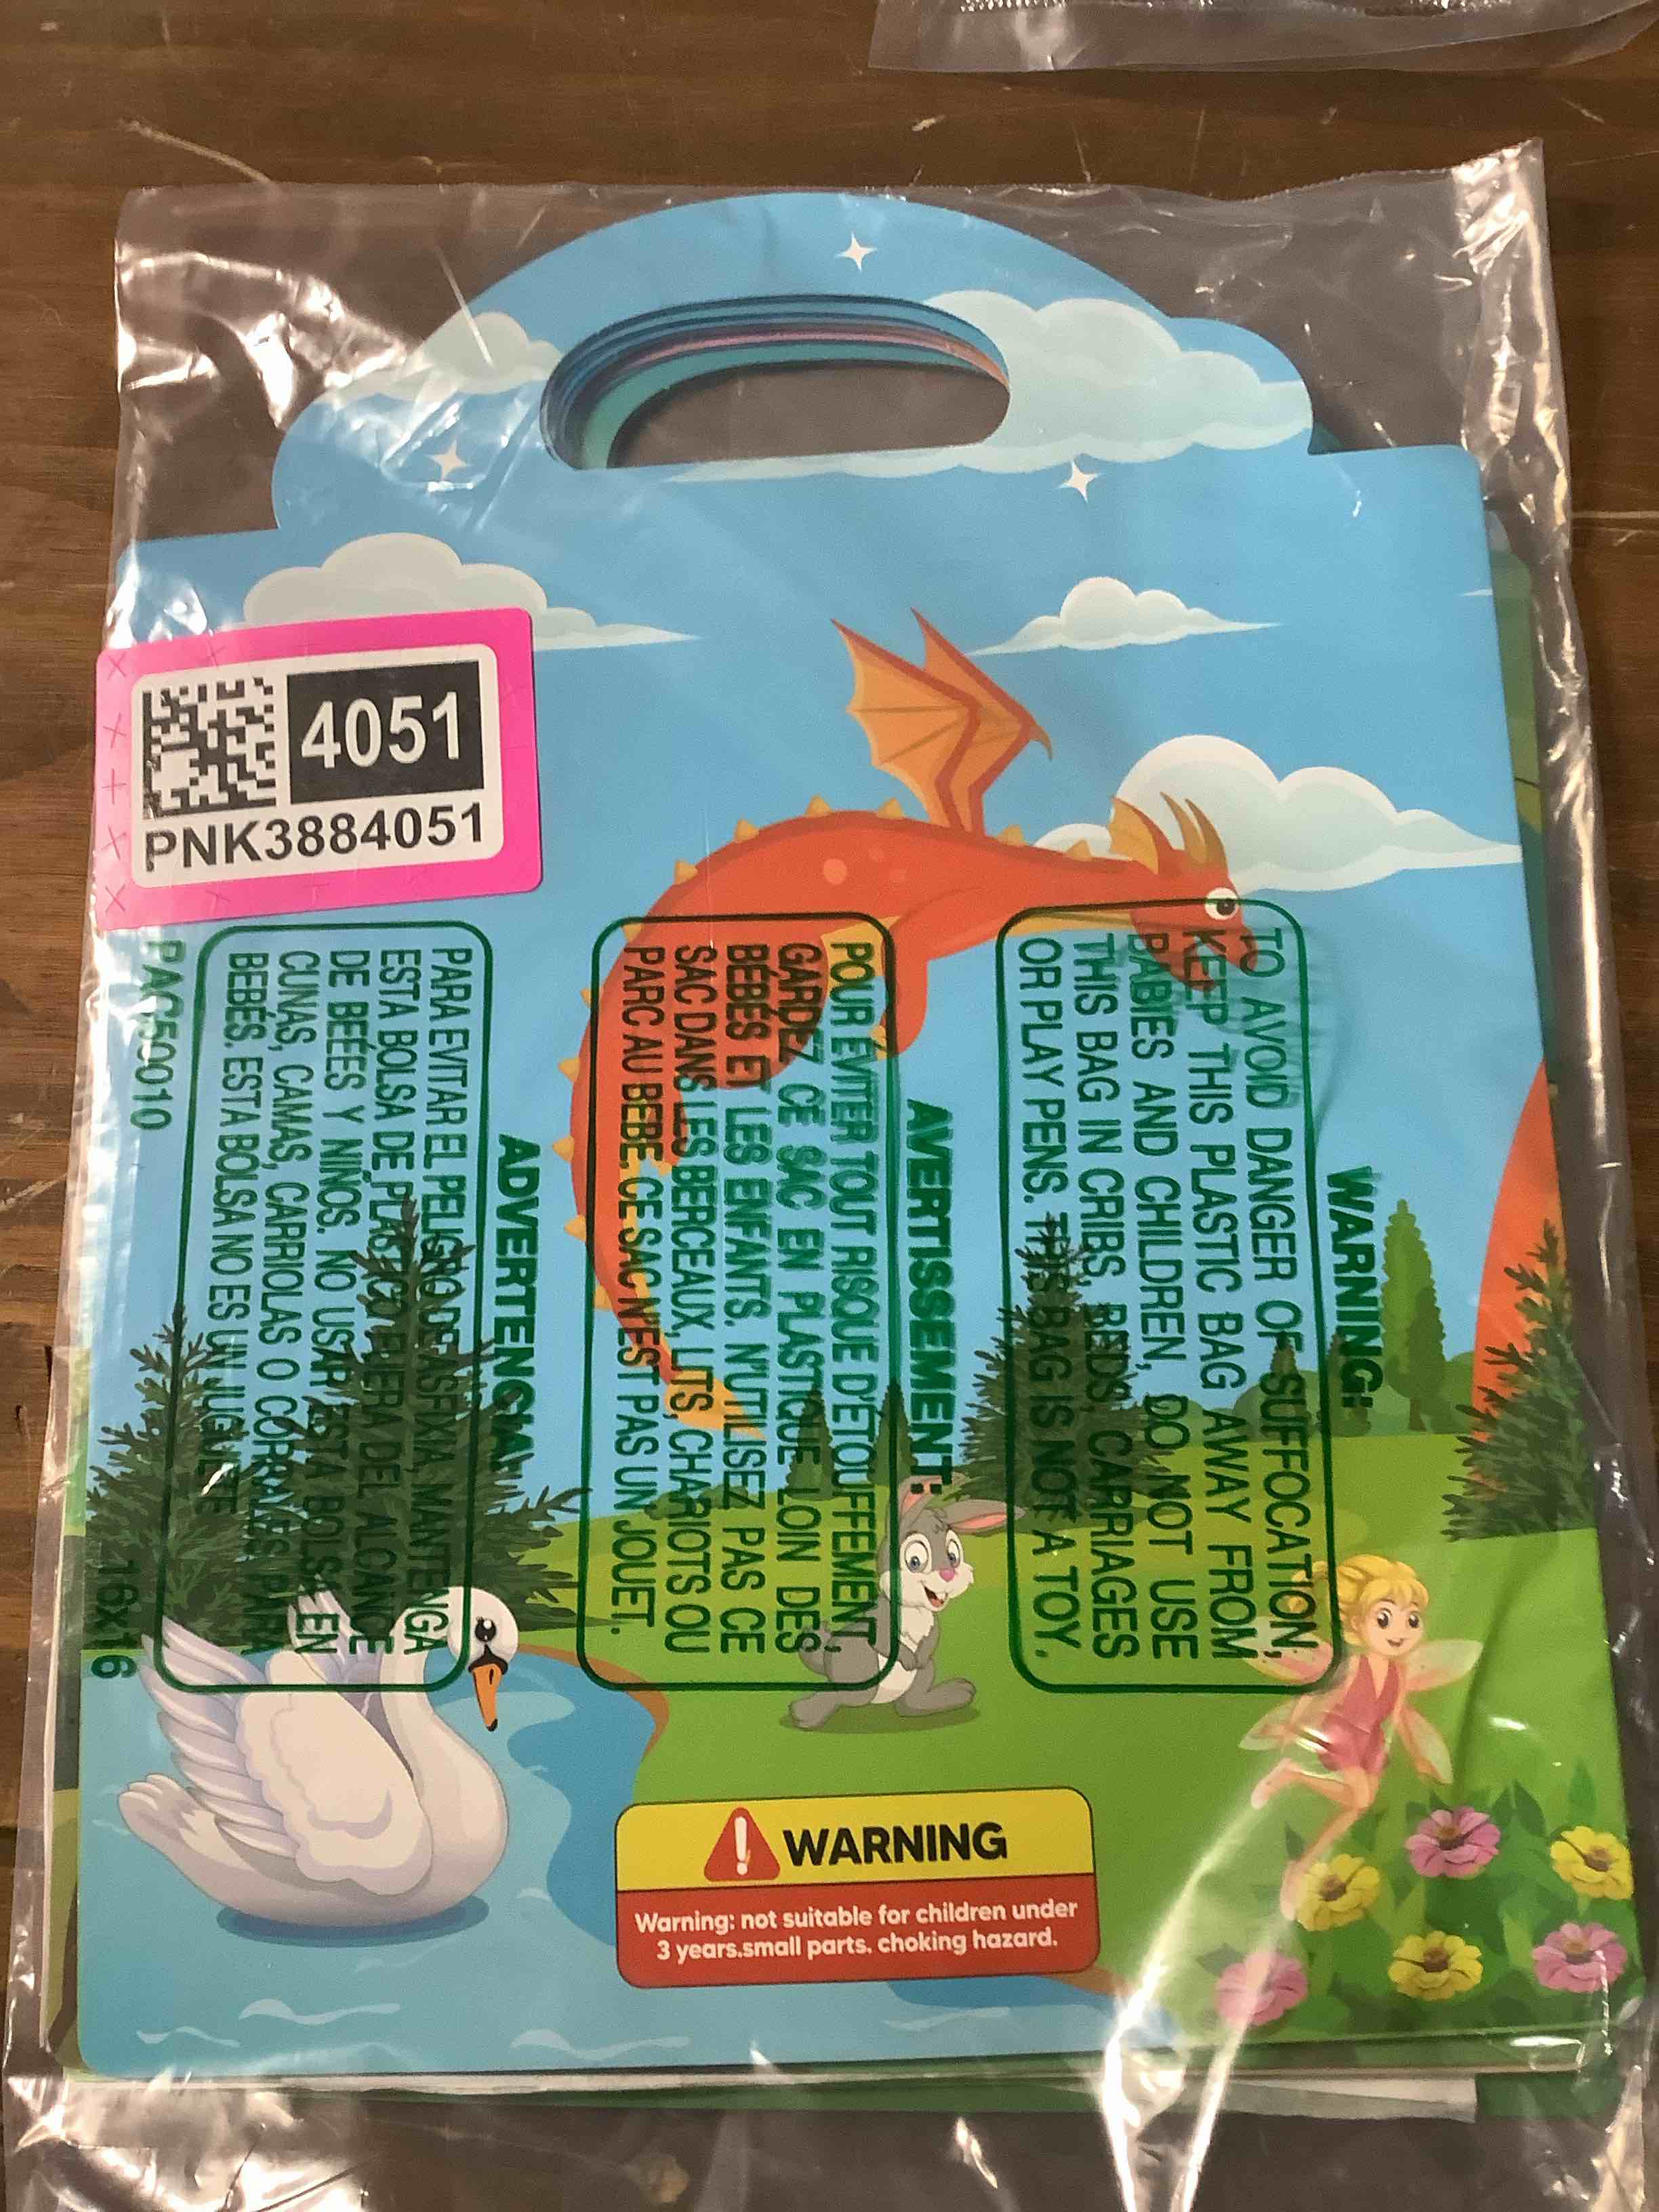 4051
PNK3884051
WARNING:
TO AVOID DANGER OF SUFFOCATION,
KEEP THIS PLASTIC BAG AWAY FROM
BABIES AND CHILDREN, DO NOT USE
THIS BAG IN CRIBS, BEDS, CARRIAGES
OR PLAY PENS. THIS BAG IS NOT A TOY.
AVERTISSEMENT:
POUR EVITER TOUT RISQUE D'ÉTOUFFEMENT,
GARDEZ CE SAC EN PLASTIQUE LOIN DES
BÉBÉS ET LES ENFANTS. N'UTILISEZ PAS CE
SAC DANS LES BERCEAUX, LITS, CHARIOTS OU
PARC AU BEBE. CE SAC N'EST PAS UN JOUET.
ADVERTENCIA:
PARA EVITAR EL PELIGRO DE ASFIXIA, MANTENGA
ESTA BOLSA DE PLASTICO FUERA DEL ALCANCE
DE BEÉES Y NIÑOS. NO USAR ESTA BOLSA EN
CUNAS, CAMAS, CARRIOLAS O CORRALES PARA
BEBÉS. ESTA BOLSA NO ES UN JUGUETE
PAC550010 16x16
WARNING
Warning: not suitable for children under
3 years.small parts. choking hazard.